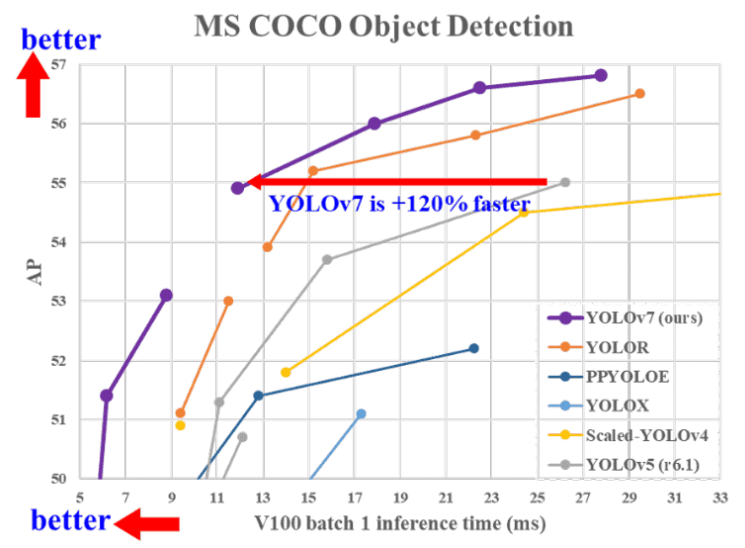 MS COCO Object Detection
better
57
56
55
54
53
52
51
50
AP
YOLOv7 is +120% faster
YOLOv7 (ours)
YOLOR
PPYOLOE
YOLOX
Scaled-YOLOv4
YOLOv5 (r6.1)
5 7 9 11 13 15 17 19 21 23 25 27 29 31 33
better
V100 batch 1 inference time (ms)